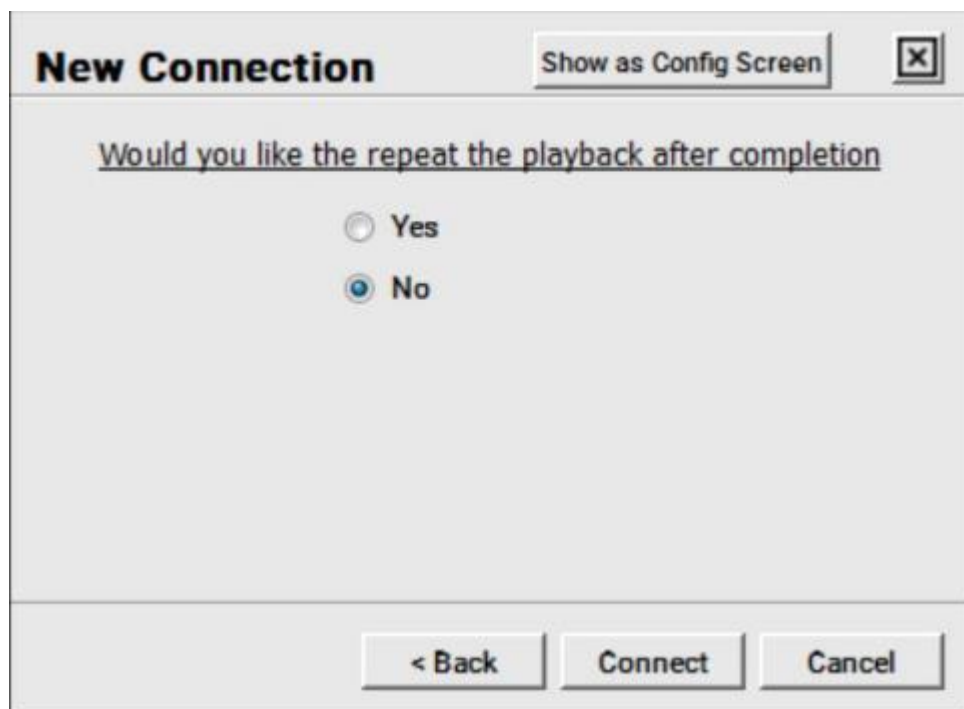 New Connection
Show as Config Screen
Would you like the repeat the playback after completion
Yes
No
< Back
Connect
Cancel